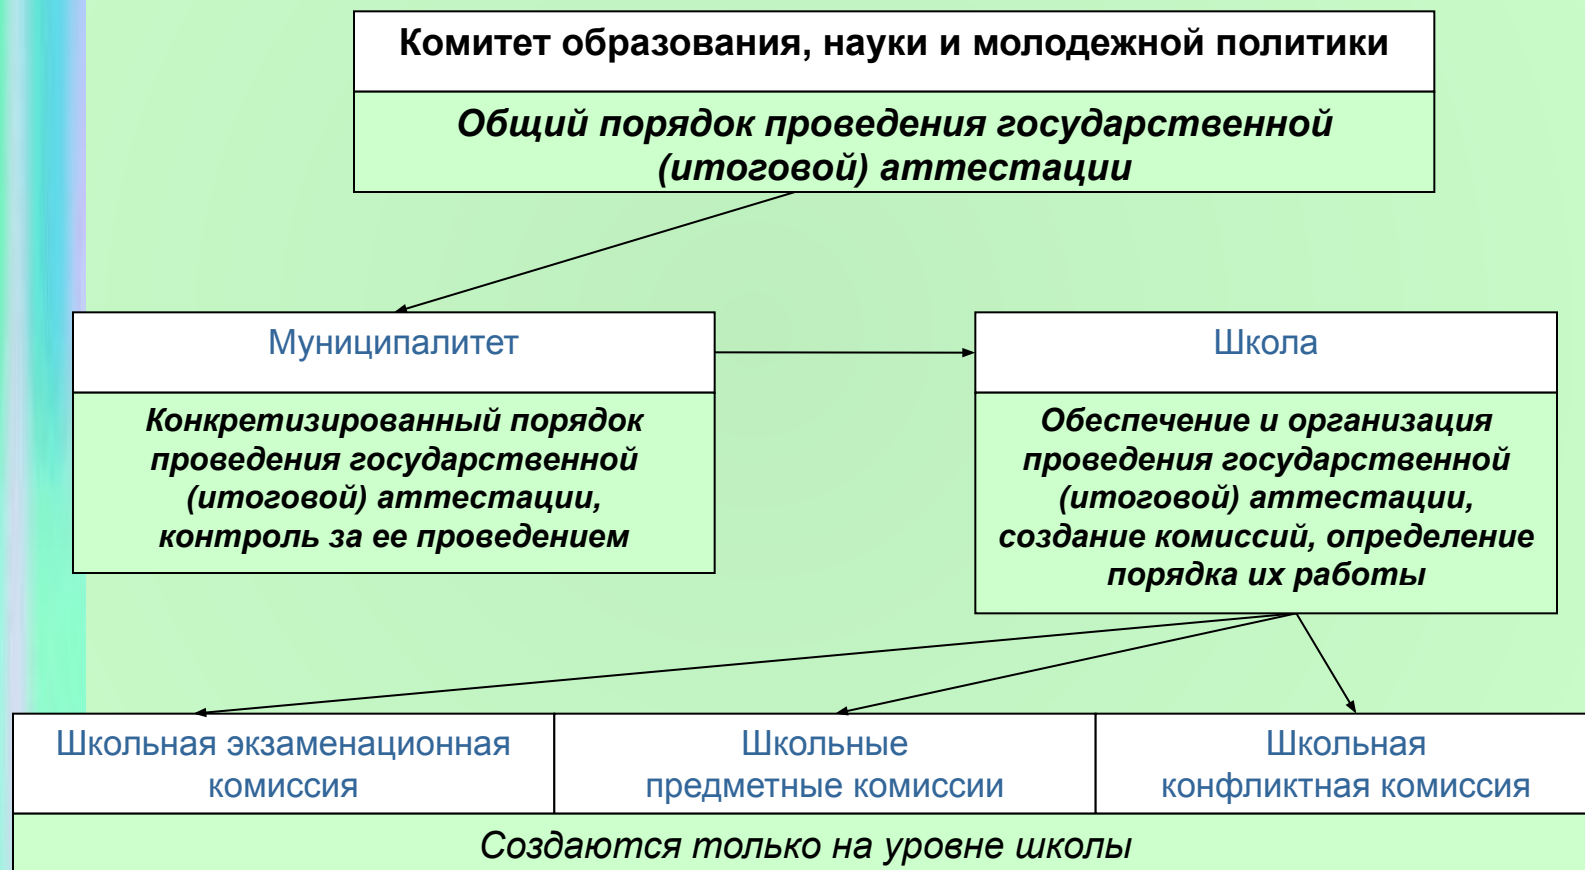 Комитет образования, науки и молодежной политики
Общий порядок проведения государственной
(итоговой) аттестации
Муниципалитет
Конкретизированный порядок
проведения государственной
(итоговой) аттестации,
контроль за ее проведением
Школа
Обеспечение и организация
проведения государственной
(итоговой) аттестации,
создание комиссий, определение
порядка их работы
Школьная экзаменационная
комиссия
Школьные
предметные комиссии
Школьная
конфликтная комиссия
Создаются только на уровне школы